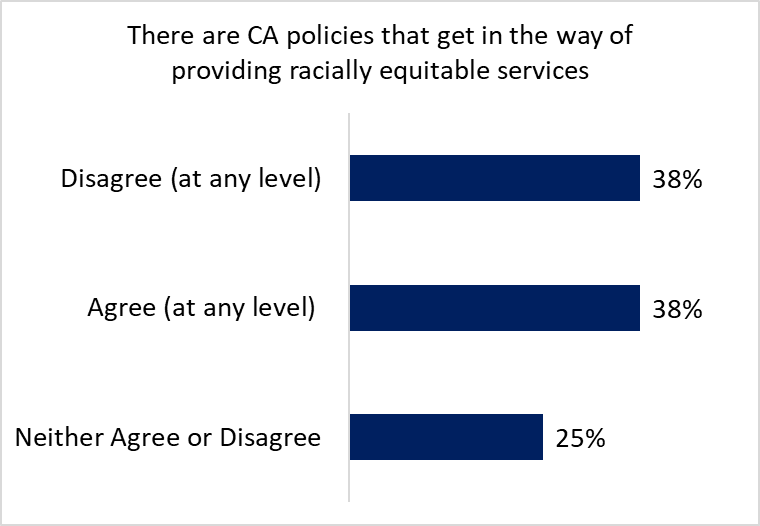 There are CA policies that get in the way of
providing racially equitable services
Disagree (at any level) 38%
Agree (at any level) 38%
Neither Agree or Disagree 25%